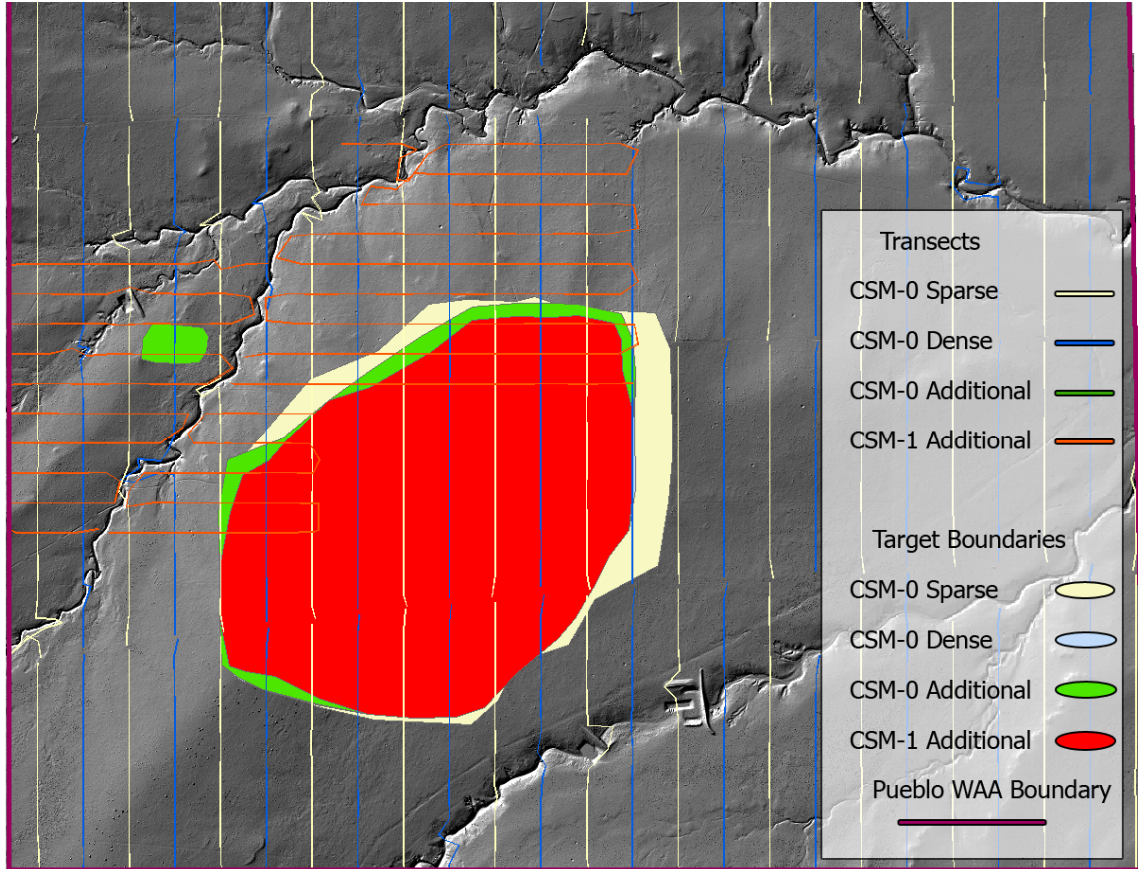 Transects
CSM-0 Sparse
CSM-0 Dense
CSM-0 Additional
CSM-1 Additional
Target Boundaries
CSM-0 Sparse
CSM-0 Dense
CSM-0 Additional
CSM-1 Additional
Pueblo WAA Boundary